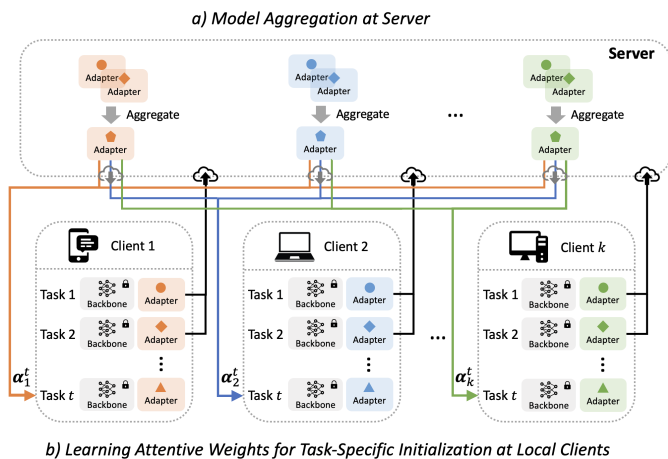 a) Model Aggregation at Server
Server
Adapter Adapter Adapter
Adapter Adapter Adapter
Aggregate Aggregate ... Aggregate
Adapter Adapter Adapter
Client 1 Client 2 Client k
Task 1 Backbone Adapter Task 1 Backbone Adapter Task 1 Backbone Adapter
Task 2 Backbone Adapter Task 2 Backbone Adapter ... Task 2 Backbone Adapter
α₁ᵗ Task t Backbone Adapter α₂ᵗ Task t Backbone Adapter αₖᵗ Task t Backbone Adapter
b) Learning Attentive Weights for Task-Specific Initialization at Local Clients